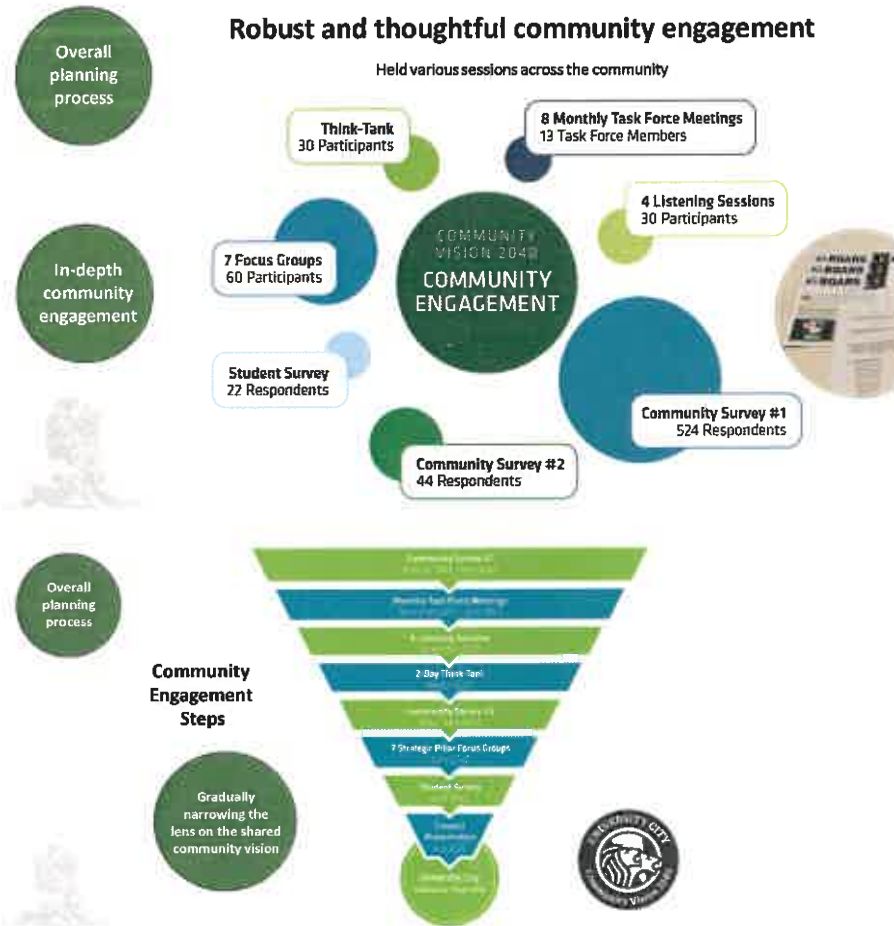 Robust and thoughtful community engagement
Held various sessions across the community
Overall
planning
process
Think-Tank
30 Participants
8 Monthly Task Force Meetings
13 Task Force Members
4 Listening Sessions
30 Participants
7 Focus Groups
60 Participants
COMMUNITY
VISION
COMMUNITY
ENGAGEMENT
In-depth
community
engagement
Student Survey
22 Respondents
Community Survey #1
524 Respondents
Community Survey #2
44 Respondents
Overall
planning
process
Community
Engagement
Steps
2-Day Think Tank
7 Strategic Pillar Focus Groups
Gradually
narrowing the
lens on the shared
community vision
UNIVERSITY CITY
Community Vision